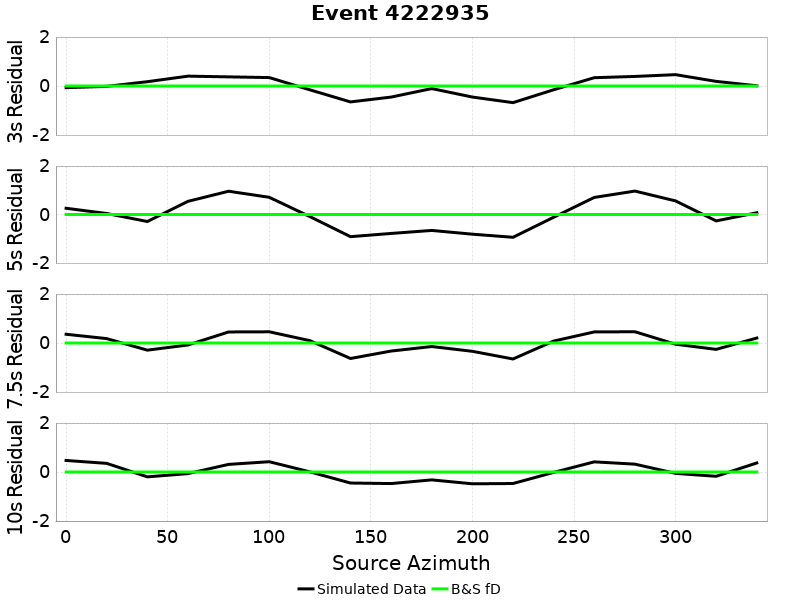 Event 4222935
2
0
-2
3s Residual
2
0
-2
5s Residual
2
0
-2
7.5s Residual
2
0
-2
10s Residual
0 50 100 150 200 250 300
Source Azimuth
Simulated Data B&S fD